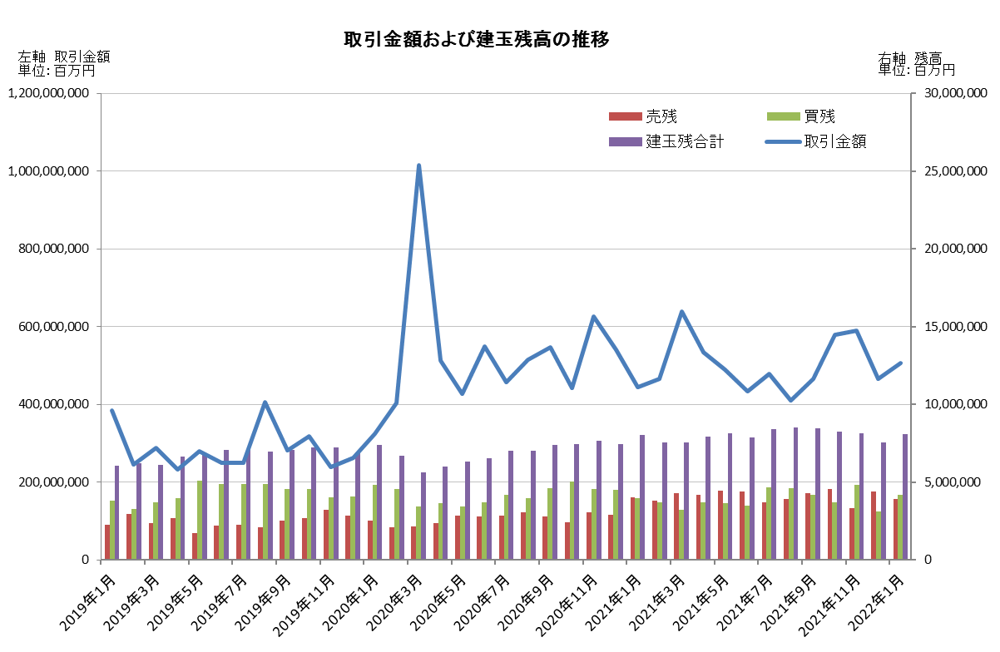 取引金額および建玉残高の推移
左軸　取引金額
単位：百万円
右軸　残高
単位：百万円
1,200,000,000
1,000,000,000
800,000,000
600,000,000
400,000,000
200,000,000
0
30,000,000
25,000,000
20,000,000
15,000,000
10,000,000
5,000,000
0
売残
買残
建玉残合計
取引金額
2019年1月
2019年3月
2019年5月
2019年7月
2019年9月
2019年11月
2020年1月
2020年3月
2020年5月
2020年7月
2020年9月
2020年11月
2021年1月
2021年3月
2021年5月
2021年7月
2021年9月
2021年11月
2022年1月